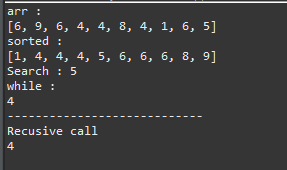 arr :
[6, 9, 6, 4, 4, 8, 4, 1, 6, 5]
sorted :
[1, 4, 4, 4, 5, 6, 6, 6, 8, 9]
Search : 5
while :
4
----------------------------
Recusive call
4